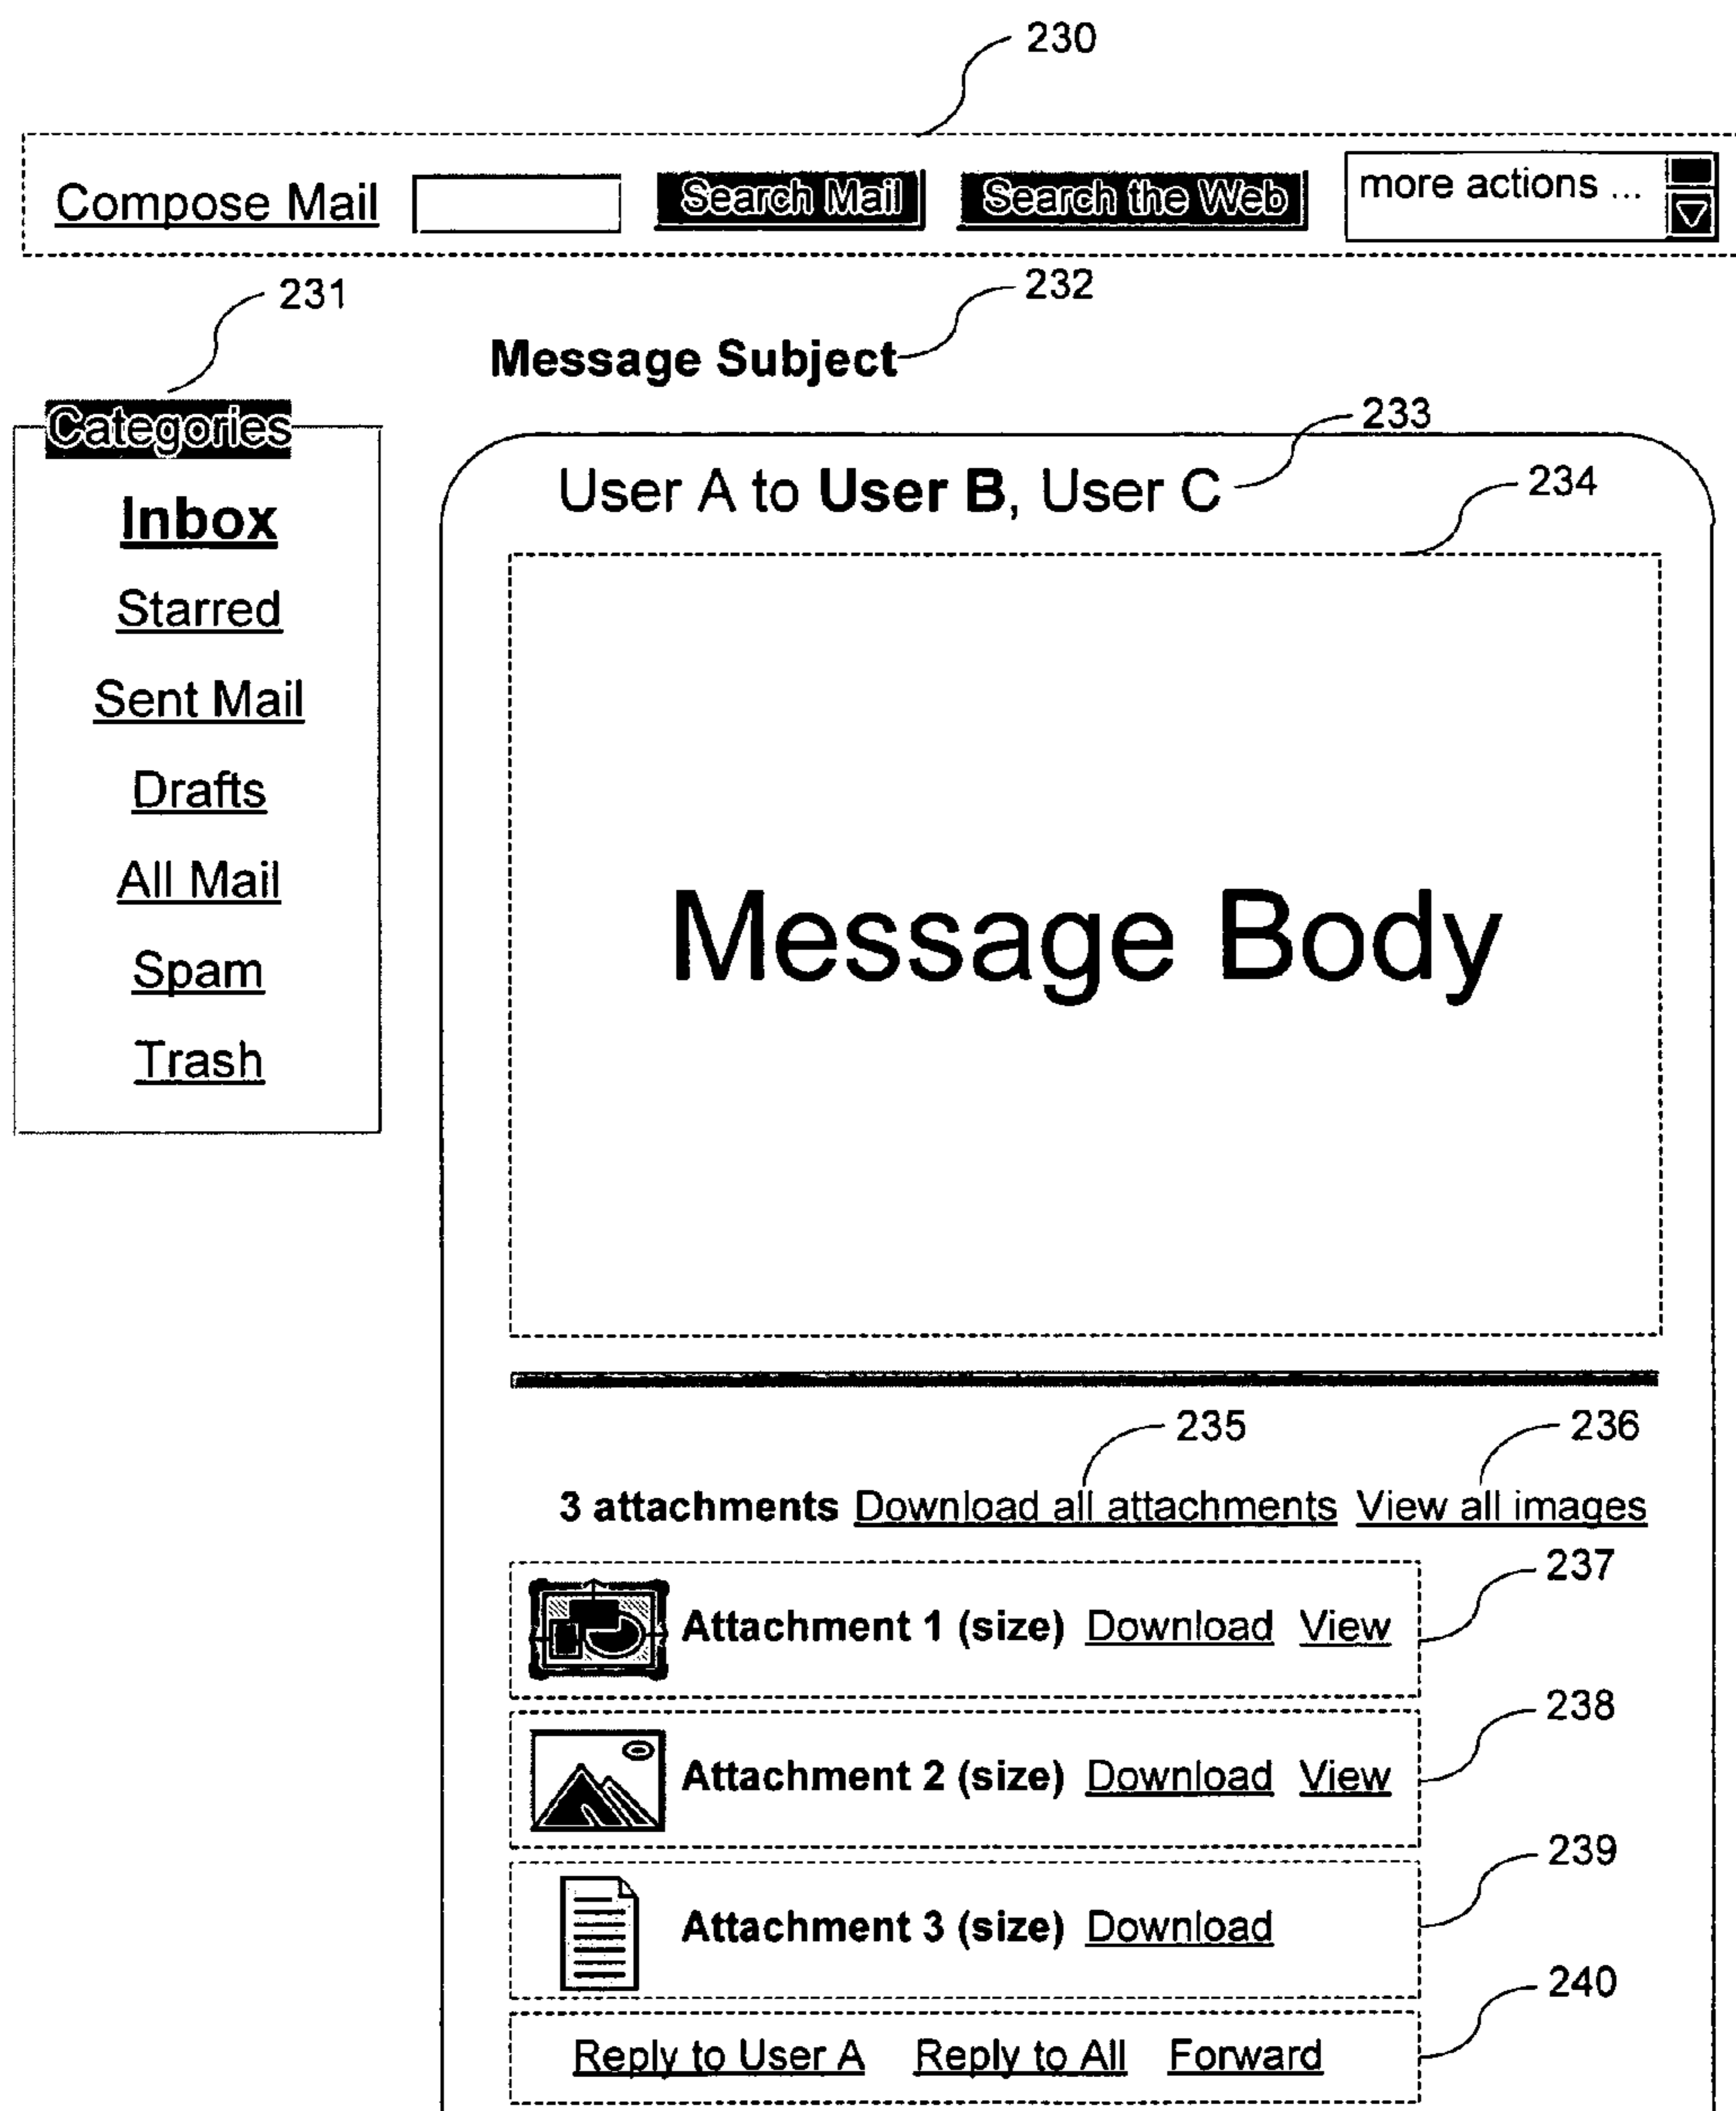 230
Compose Mail Search Mail Search the Web more actions ...
231
232
Message Subject
Categories
Inbox
Starred
Sent Mail
Drafts
All Mail
Spam
Trash
233
User A to User B, User C
234
Message Body
235
236
3 attachments Download all attachments View all images
237
Attachment 1 (size) Download View
238
Attachment 2 (size) Download View
239
Attachment 3 (size) Download
240
Reply to User A Reply to All Forward